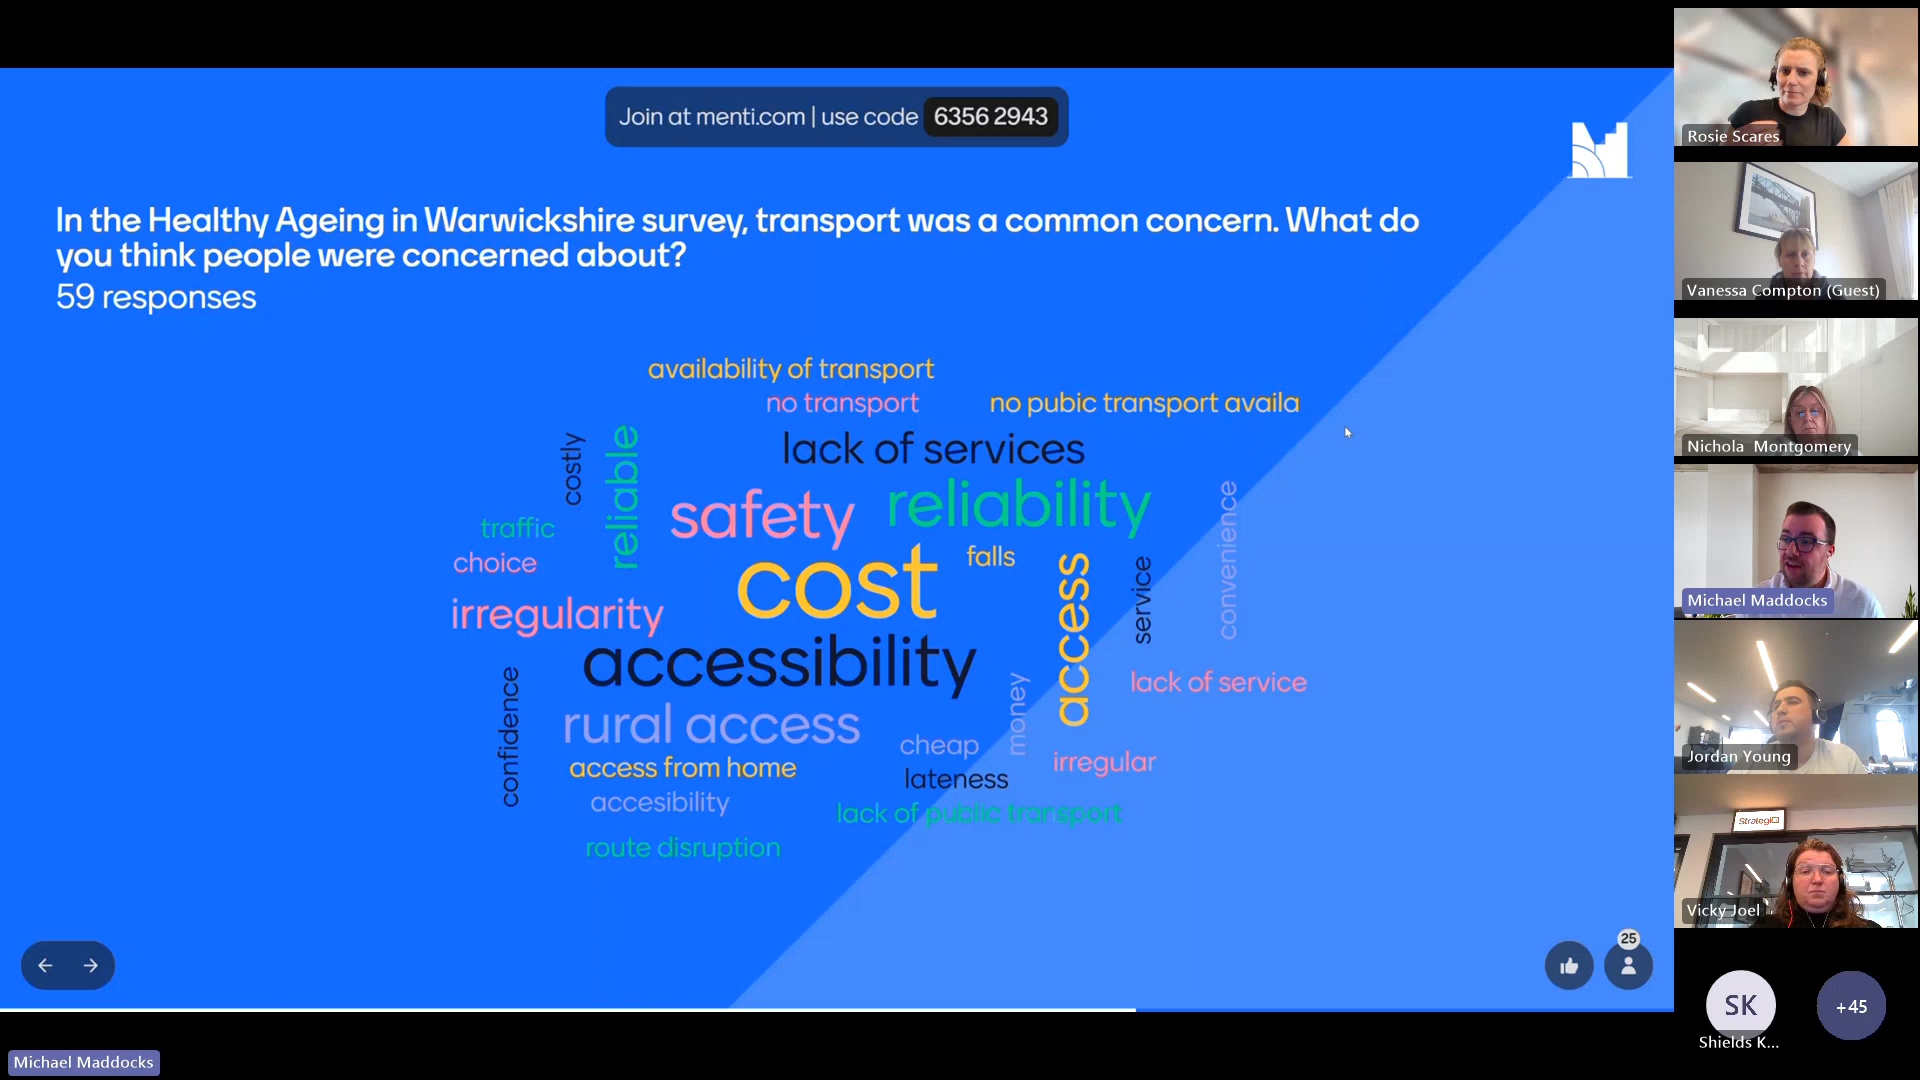 Join at menti.com | use code 6356 2943
In the Healthy Ageing in Warwickshire survey, transport was a common concern. What do
you think people were concerned about?
59 responses
availability of transport
no transport
no pubic transport availa
lack of services
costly
reliable
safety
reliability
convenience
traffic
choice
cost
falls
access
service
irregularity
accessibility
confidence
rural access
money
lack of service
access from home
cheap
irregular
lateness
accesibility
lack of public transport
route disruption
25
Michael Maddocks
Rosie Scares
Vanessa Compton (Guest)
Nichola Montgomery
Michael Maddocks
Jordan Young
StrategiQ
Vicky Joel
SK
+45
Shields K...